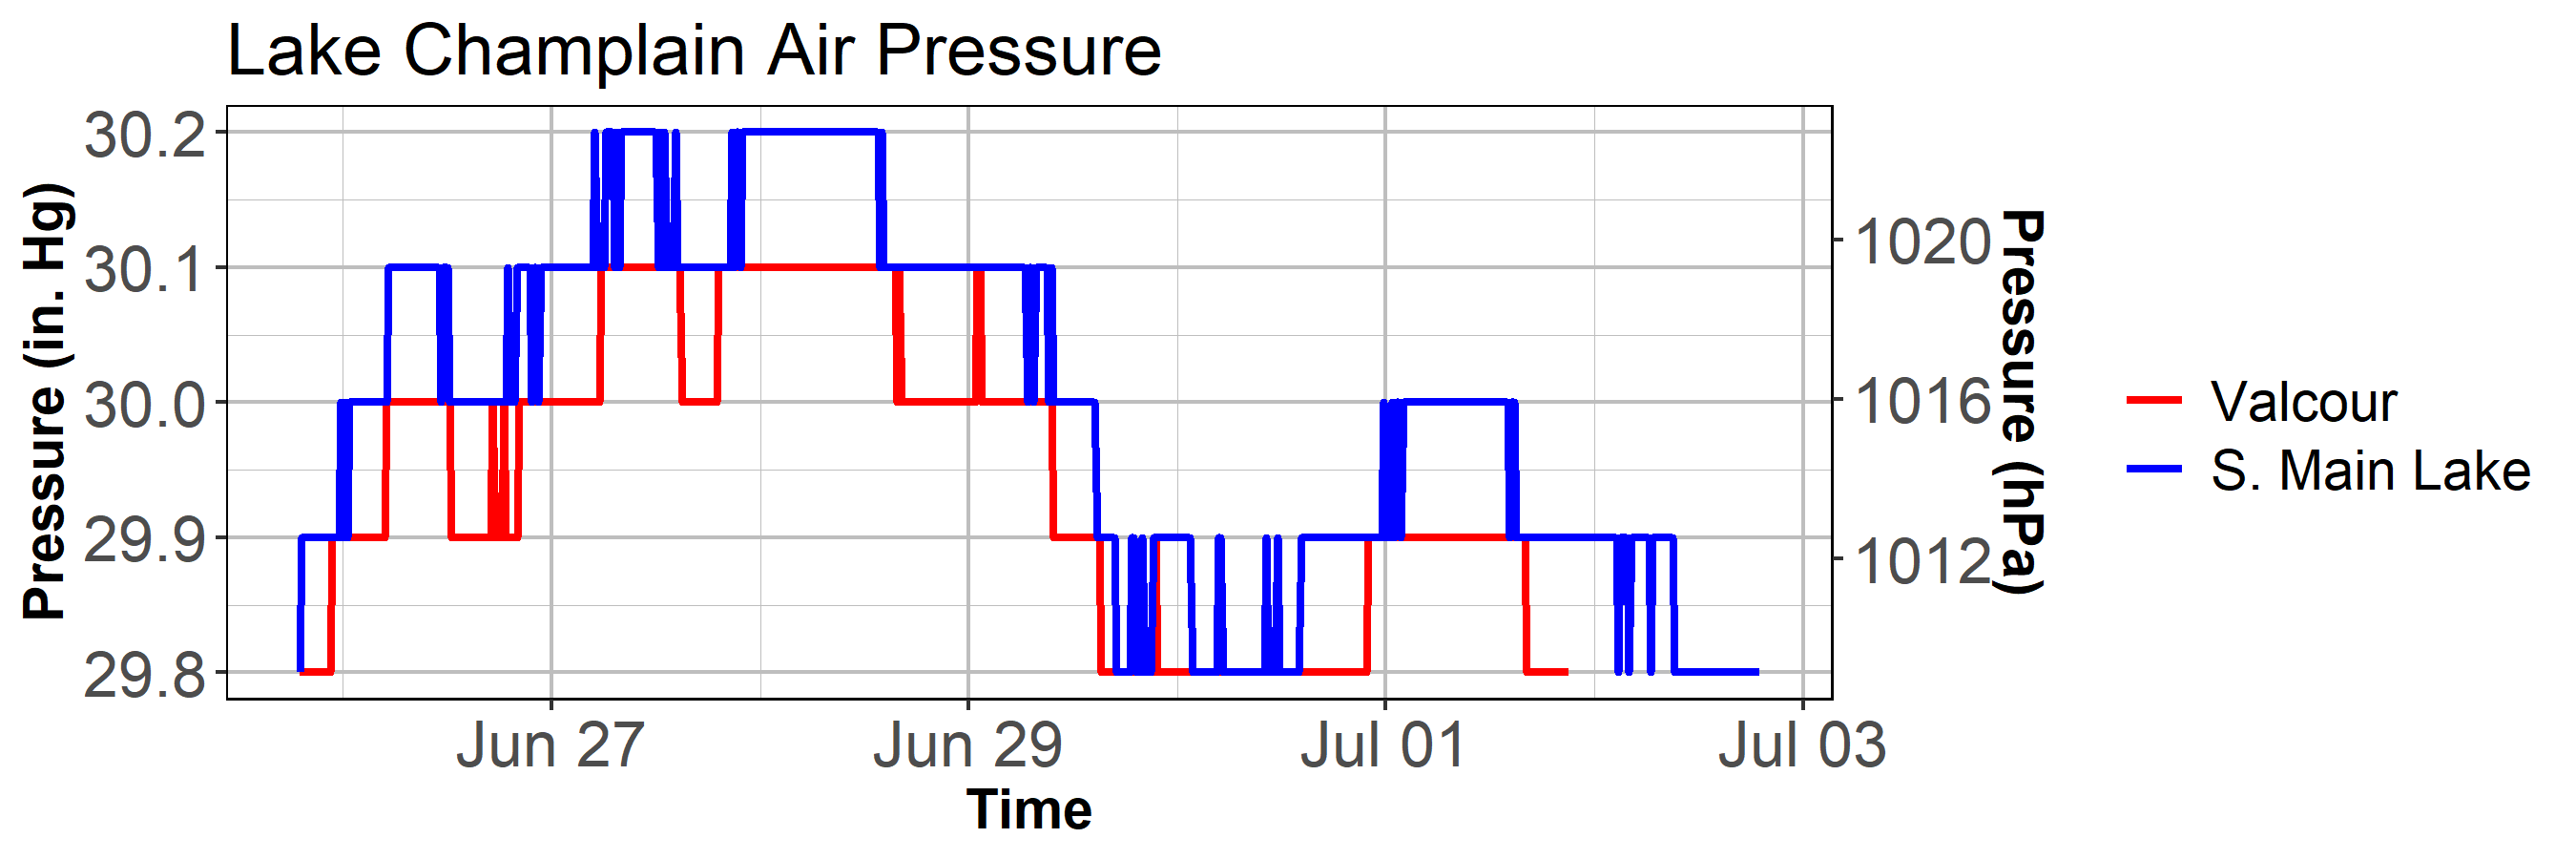 Lake Champlain Air Pressure
Pressure (in. Hg)
30.2
30.1
30.0
29.9
29.8
1020
1016
1012
Pressure (hPa)
Jun 27
Jun 29
Jul 01
Jul 03
Time
Valcour
S. Main Lake